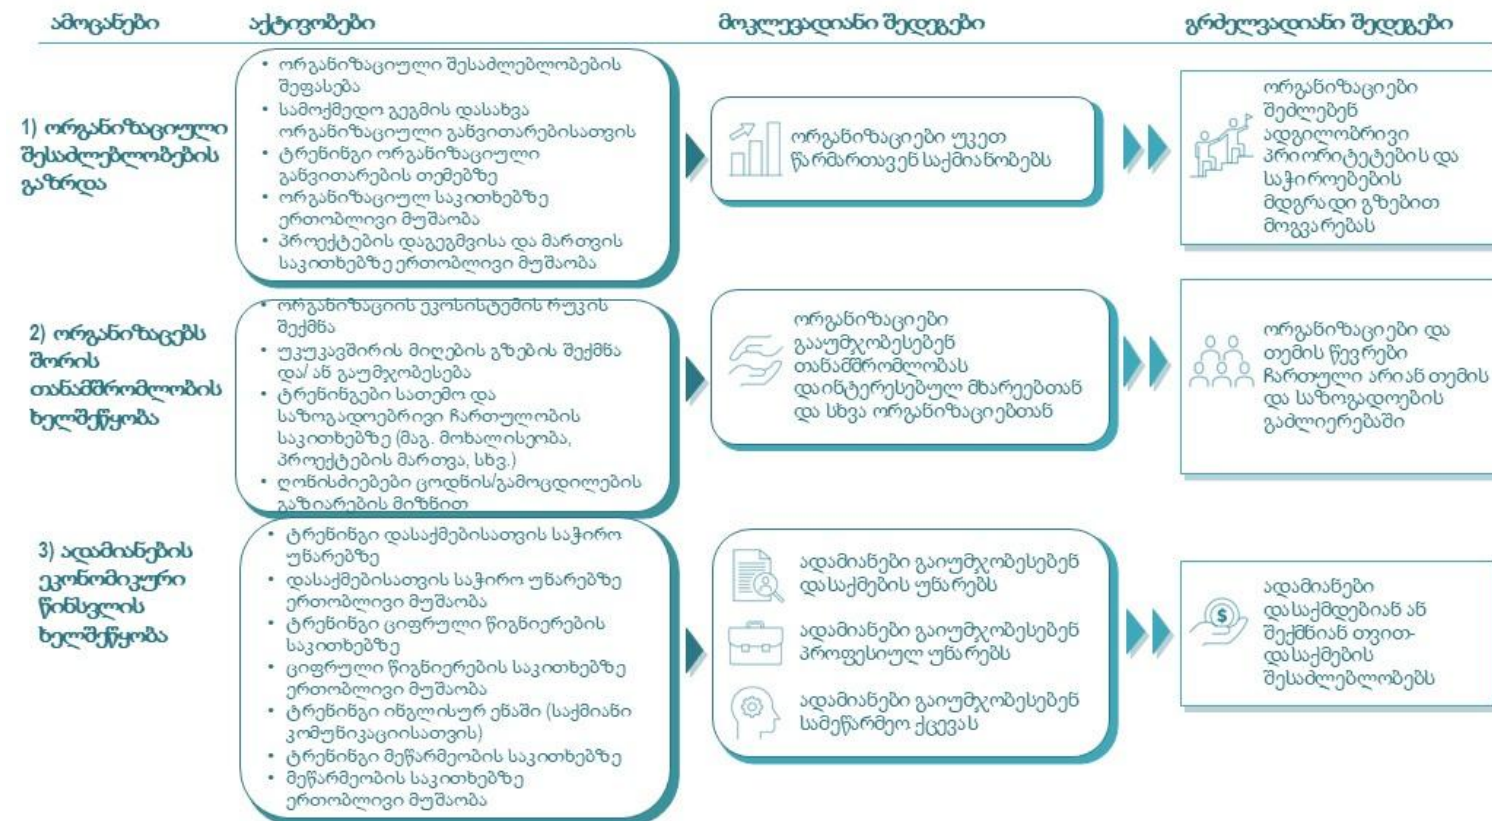 ამოცანები
აქტივობები
მოკლევადიანი შედეგები
გრძელვადიანი შედეგები
1) ორგანიზაციული
შესაძლებლობების
გაზრდა
• ორგანიზაციული შესაძლებლობების
შეფასება
• სამოქმედო გეგმის დასახვა
ორგანიზაციული განვითარებისათვის
• ტრენინგი ორგანიზაციული
განვითარების თემებზე
• ორგანიზაციულ საკითხებზე
ერთობლივი მუშაობა
• პროექტების დაგეგმვისა და მართვის
საკითხებზე ერთობლივი მუშაობა
ორგანიზაციები უკეთ
წარმართავენ საქმიანობებს
ორგანიზაციები
შეძლებენ
ადგილობრივი
პრიორიტეტების და
საჭიროებების
მდგრადი გზებით
მოგვარებას
2) ორგანიზაცებს
შორის
თანამშრომლობის
ხელშეწყობა
• ორგანიზაციის ეკოსისტემის რუკის
შექმნა
• უკუკავშირის მიღების გზების შექმნა
და/ ან გაუმჯობესება
• ტრენინგები სათემო და
საზოგადოებრივი ჩართულობის
საკითხებზე (მაგ. მოხალისეობა,
პროექტების მართვა, სხვ.)
• ღონისძიებები ცოდნის/გამოცდილების
გაზიარების მიზნით
ორგანიზაციები
გააუმჯობესებენ
თანამშრომლობას
დაინტერესებულ მხარეებთან
და სხვა ორგანიზაციებთან
ორგანიზაციები და
თემის წევრები
ჩართული არიან თემის
და საზოგადოების
გაძლიერებაში
3) ადამიანების
ეკონომიკური
წინსვლის
ხელშეწყობა
• ტრენინგი დასაქმებისათვის საჭირო
უნარებზე
• დასაქმებისათვის საჭირო უნარებზე
ერთობლივი მუშაობა
• ტრენინგი ციფრული წიგნიერების
საკითხებზე
• ციფრული წიგნიერების საკითხებზე
ერთობლივი მუშაობა
• ტრენინგი ინგლისურ ენაში (საქმიანი
კომუნიკაციისათვის)
• ტრენინგი მეწარმეობის საკითხებზე
• მეწარმეობის საკითხებზე
ერთობლივი მუშაობა
ადამიანები გაიუმჯობესებენ
დასაქმების უნარებს
ადამიანები გაიუმჯობესებენ
პროფესიულ უნარებს
ადამიანები გაიუმჯობესებენ
სამეწარმეო ქცევას
$
ადამიანები
დასაქმდებიან ან
შექმნიან თვით-
დასაქმების
შესაძლებლობებს